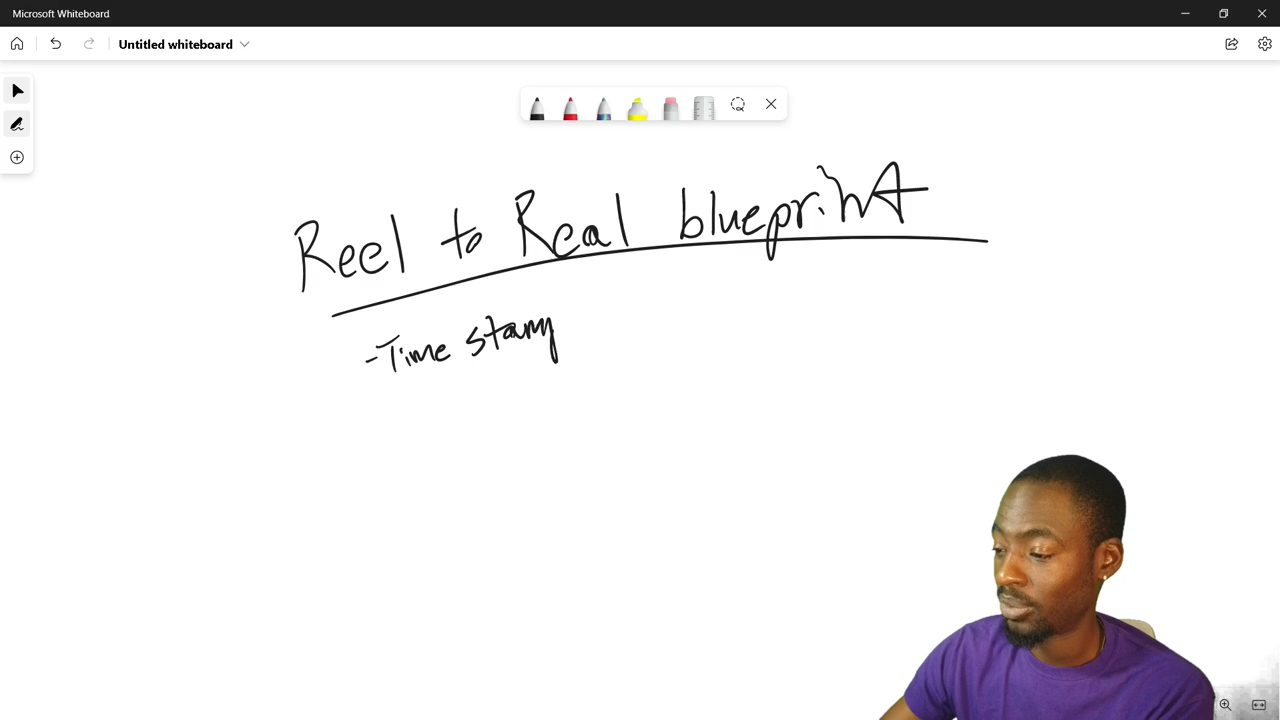 Microsoft Whiteboard
Untitled whiteboard
Reel to Real blueprint
- Time stamp